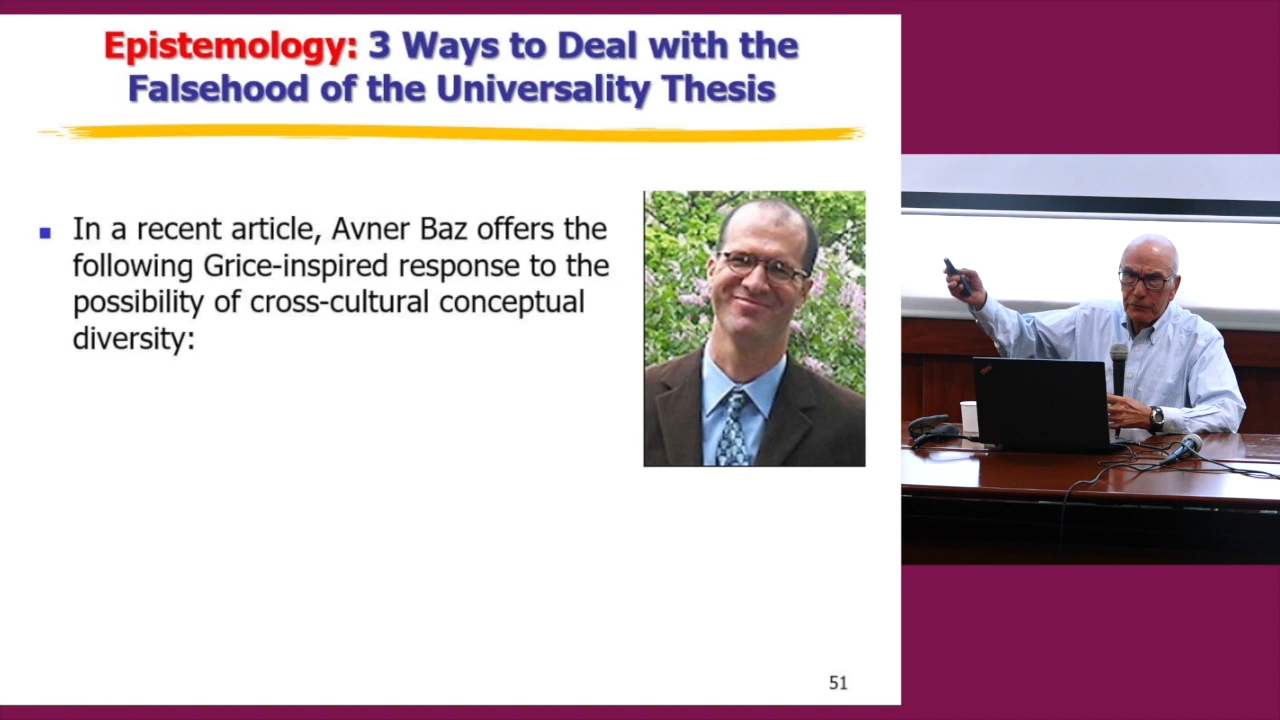 Epistemology: 3 Ways to Deal with the
Falsehood of the Universality Thesis
In a recent article, Avner Baz offers the
following Grice-inspired response to the
possibility of cross-cultural conceptual
diversity:
51